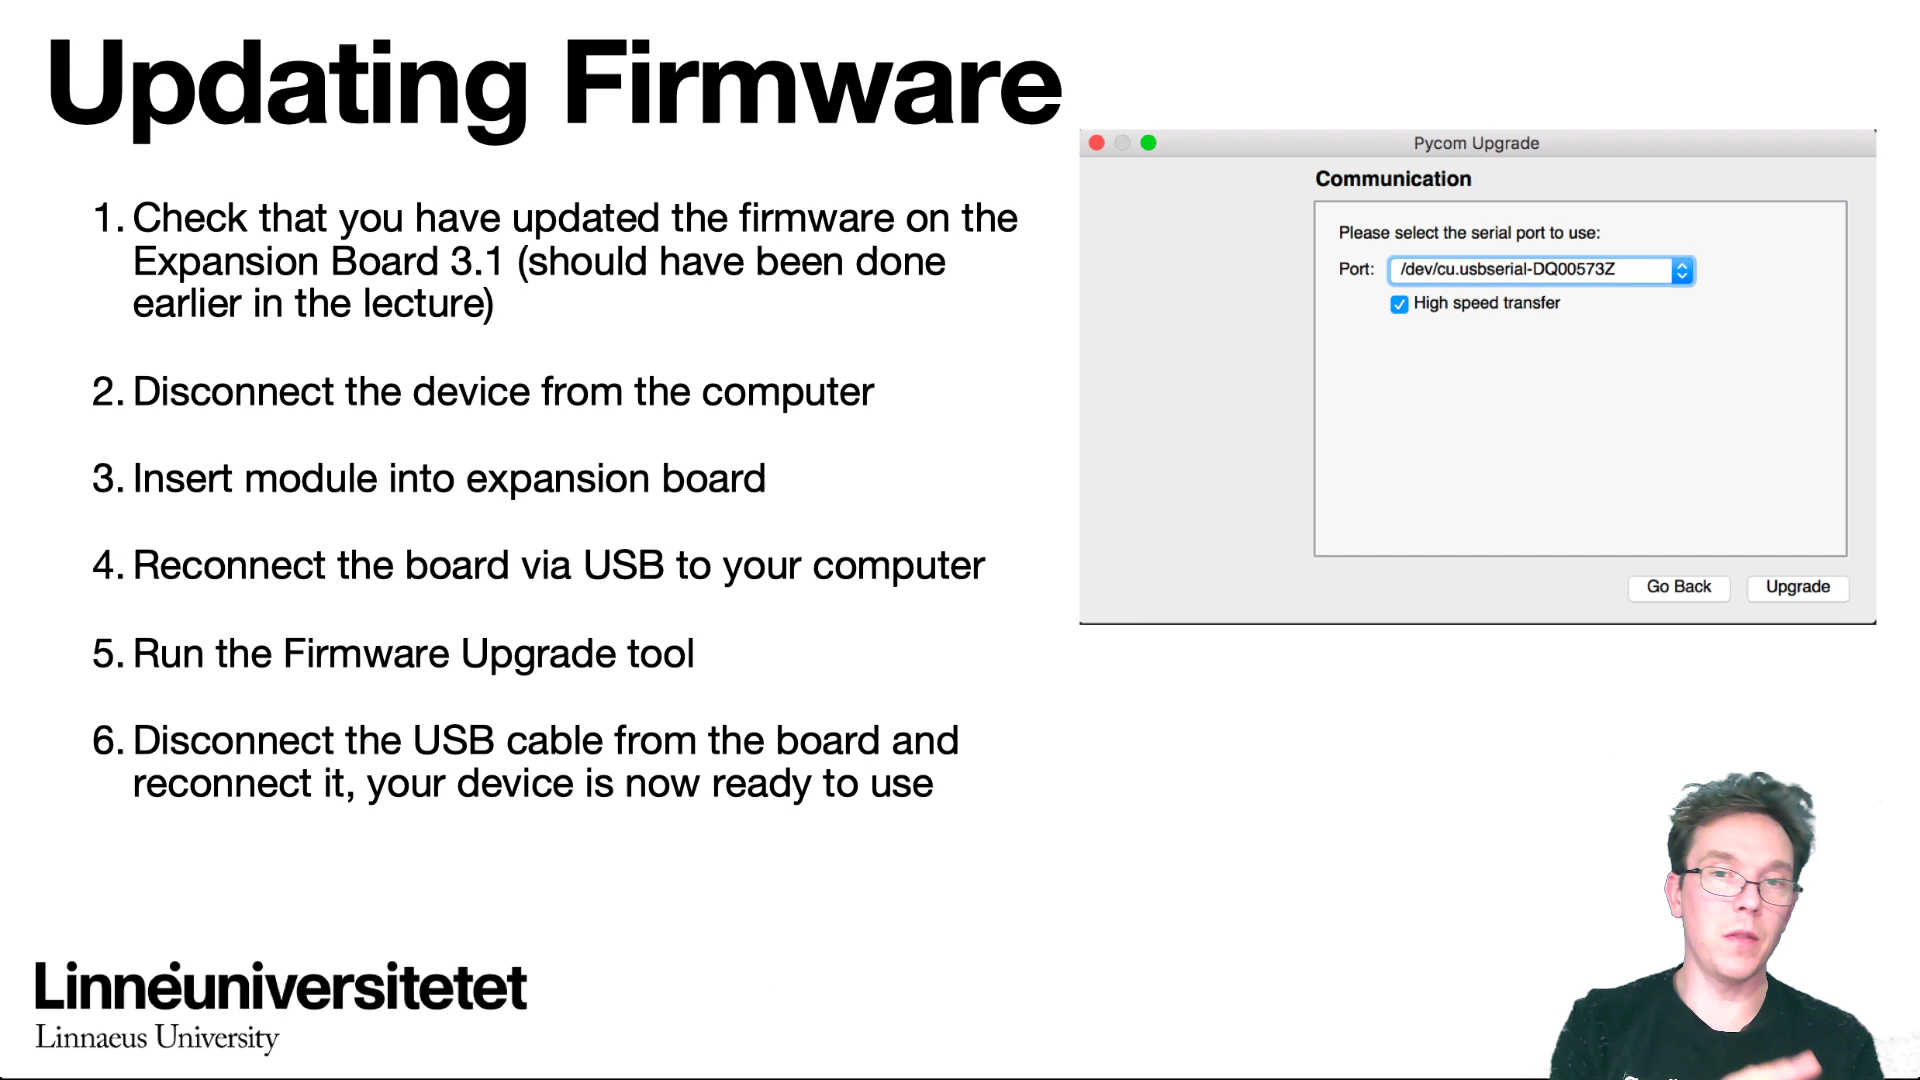 Updating Firmware
1. Check that you have updated the firmware on the
Expansion Board 3.1 (should have been done
earlier in the lecture)
2. Disconnect the device from the computer
3. Insert module into expansion board
4. Reconnect the board via USB to your computer
5. Run the Firmware Upgrade tool
6. Disconnect the USB cable from the board and
reconnect it, your device is now ready to use
Pycom Upgrade
Communication
Please select the serial port to use:
Port: /dev/cu.usbserial-DQ00573Z
High speed transfer
Go Back Upgrade
Linnéuniversitetet
Linnaeus University